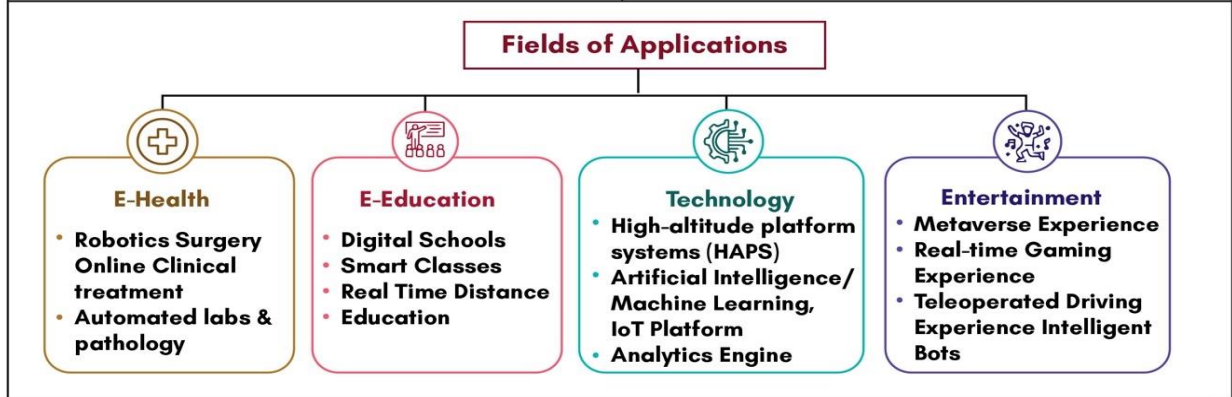 Fields of Applications
E-Health
• Robotics Surgery
Online Clinical
treatment
• Automated labs &
pathology
E-Education
• Digital Schools
• Smart Classes
• Real Time Distance
• Education
Technology
• High-altitude platform
systems (HAPS)
• Artificial Intelligence/
Machine Learning,
IoT Platform
• Analytics Engine
Entertainment
• Metaverse Experience
• Real-time Gaming
Experience
• Teleoperated Driving
Experience Intelligent
Bots